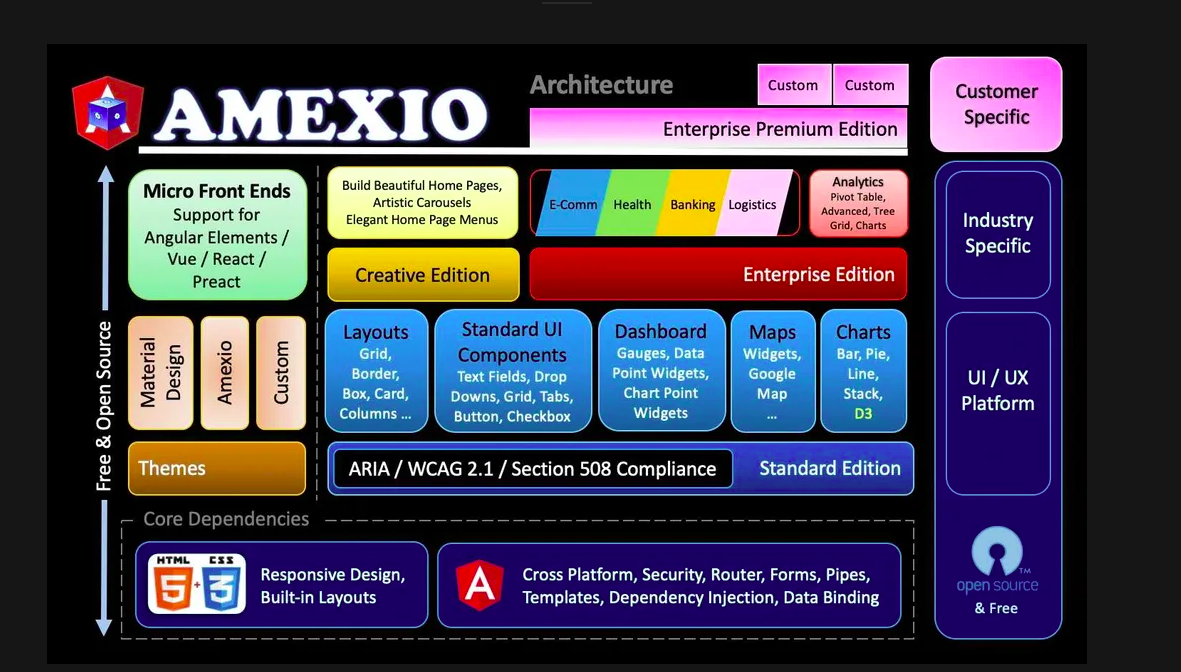 AMEXIO
Architecture
Custom
Custom
Enterprise Premium Edition
Customer
Specific
Micro Front Ends
Support for
Angular Elements /
Vue / React /
Preact
Build Beautiful Home Pages,
Artistic Carousels
Elegant Home Page Menus
E-Comm
Health
Banking
Logistics
Analytics
Pivot Table,
Advanced, Tree
Grid, Charts
Creative Edition
Enterprise Edition
Industry
Specific
Free & Open Source
Material
Design
Amexio
Custom
Layouts
Grid,
Border,
Box, Card,
Columns ...
Standard UI
Components
Text Fields, Drop
Downs, Grid, Tabs,
Button, Checkbox
Dashboard
Gauges, Data
Point Widgets,
Chart Point
Widgets
Maps
Widgets,
Google
Map
...
Charts
Bar, Pie,
Line,
Stack,
D3
UI / UX
Platform
Themes
ARIA / WCAG 2.1 / Section 508 Compliance
Standard Edition
Core Dependencies
HTML
CSS
5
+
3
Responsive Design,
Built-in Layouts
A
Cross Platform, Security, Router, Forms, Pipes,
Templates, Dependency Injection, Data Binding
TM
open source
& Free